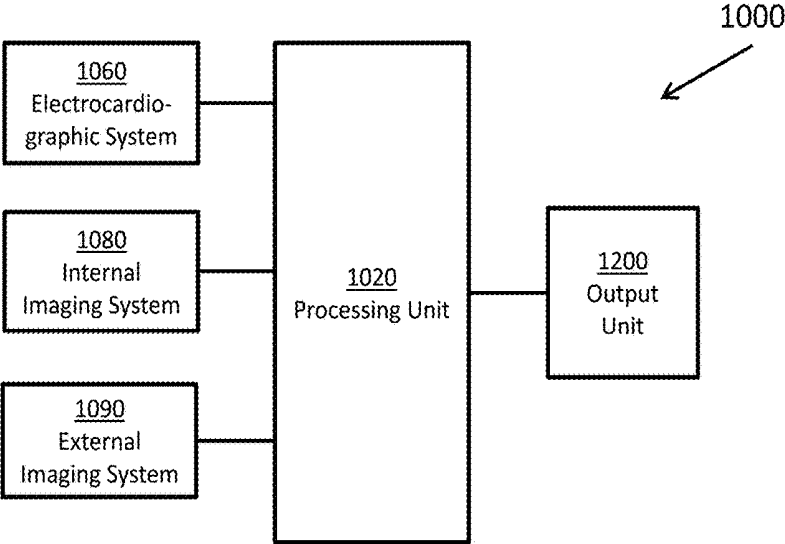 1000
1060
Electrocardio-
graphic System
1080
Internal
Imaging System
1090
External
Imaging System
1020
Processing Unit
1200
Output
Unit